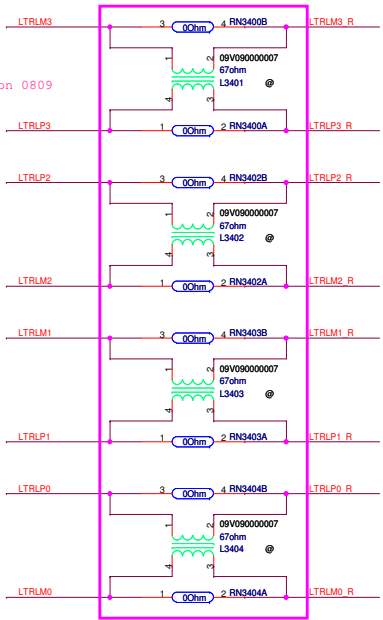 LTRLM3 3 0Ohm 4 RN3400B LTRLM3_R
1 2 09V090000007
67ohm
on 0809
4 3 L3401 @
LTRLP3 1 0Ohm 2 RN3400A LTRLP3_R
LTRLP2 3 0Ohm 4 RN3402B LTRLP2_R
1 2 09V090000007
67ohm
4 3 L3402 @
LTRLM2 1 0Ohm 2 RN3402A LTRLM2_R
LTRLM1 3 0Ohm 4 RN3403B LTRLM1_R
1 2 09V090000007
67ohm
4 3 L3403 @
LTRLP1 1 0Ohm 2 RN3403A LTRLP1_R
LTRLP0 3 0Ohm 4 RN3404B LTRLP0_R
1 2 09V090000007
67ohm
4 3 L3404 @
LTRLM0 1 0Ohm 2 RN3404A LTRLM0_R